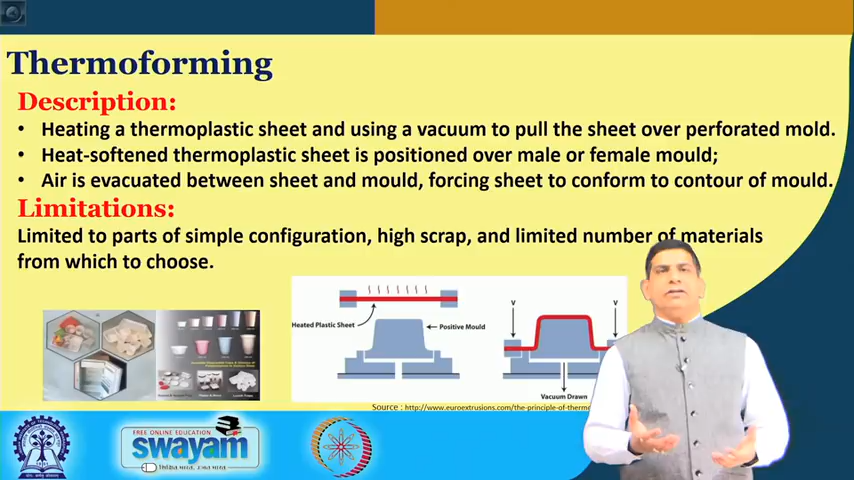 Thermoforming
Description:
• Heating a thermoplastic sheet and using a vacuum to pull the sheet over perforated mold.
• Heat-softened thermoplastic sheet is positioned over male or female mould;
• Air is evacuated between sheet and mould, forcing sheet to conform to contour of mould.
Limitations:
Limited to parts of simple configuration, high scrap, and limited number of materials
from which to choose.
Heated Plastic Sheet
Positive Mould
V
V
Vacuum Drawn
Source : http://www.euroextrusions.com/the-principle-of-thermo
FREE ONLINE EDUCATION
swayam
शिक्षित भारत, उन्नत भारत